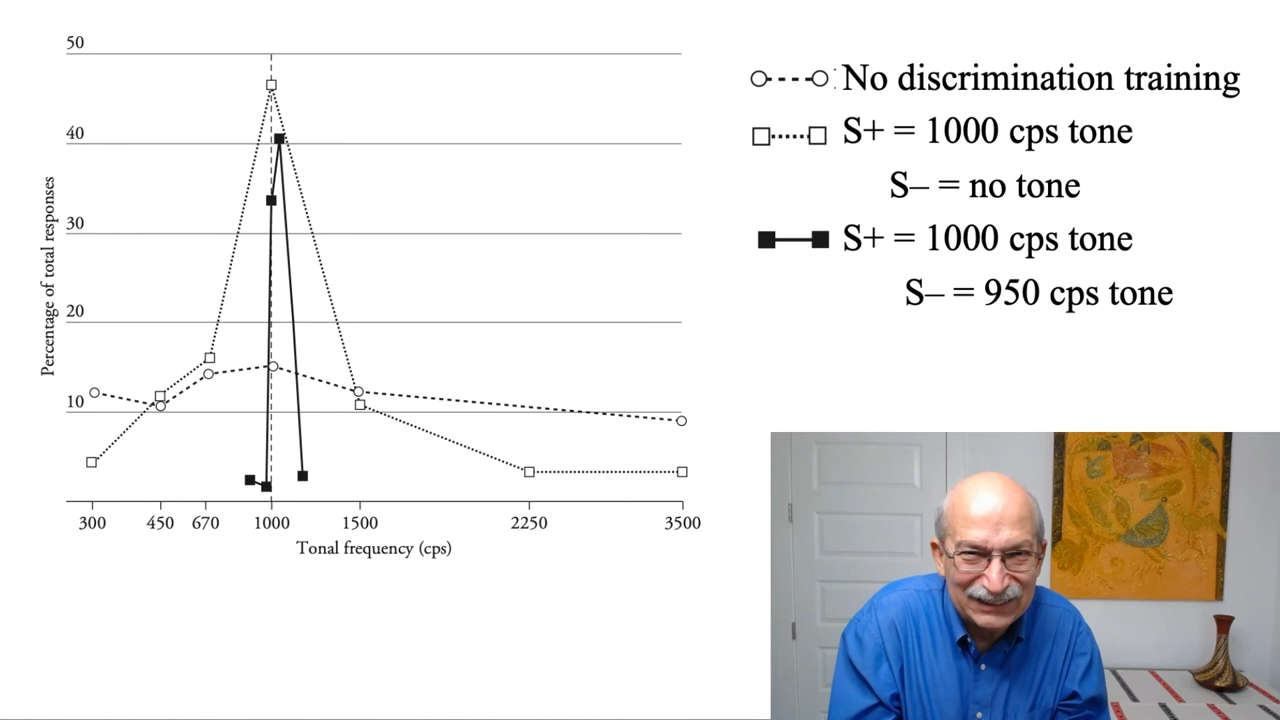 50
40
30
20
10
Percentage of total responses
300 450 670 1000 1500 2250 3500
Tonal frequency (cps)
No discrimination training
S+ = 1000 cps tone
S– = no tone
S+ = 1000 cps tone
S– = 950 cps tone